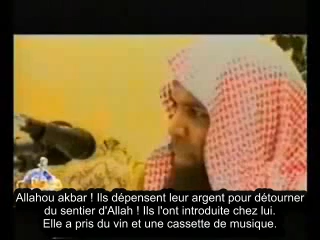 Allahou akbar ! Ils dépensent leur argent pour détourner
du sentier d'Allah ! Ils l'ont introduite chez lui.
Elle a pris du vin et une cassette de musique.